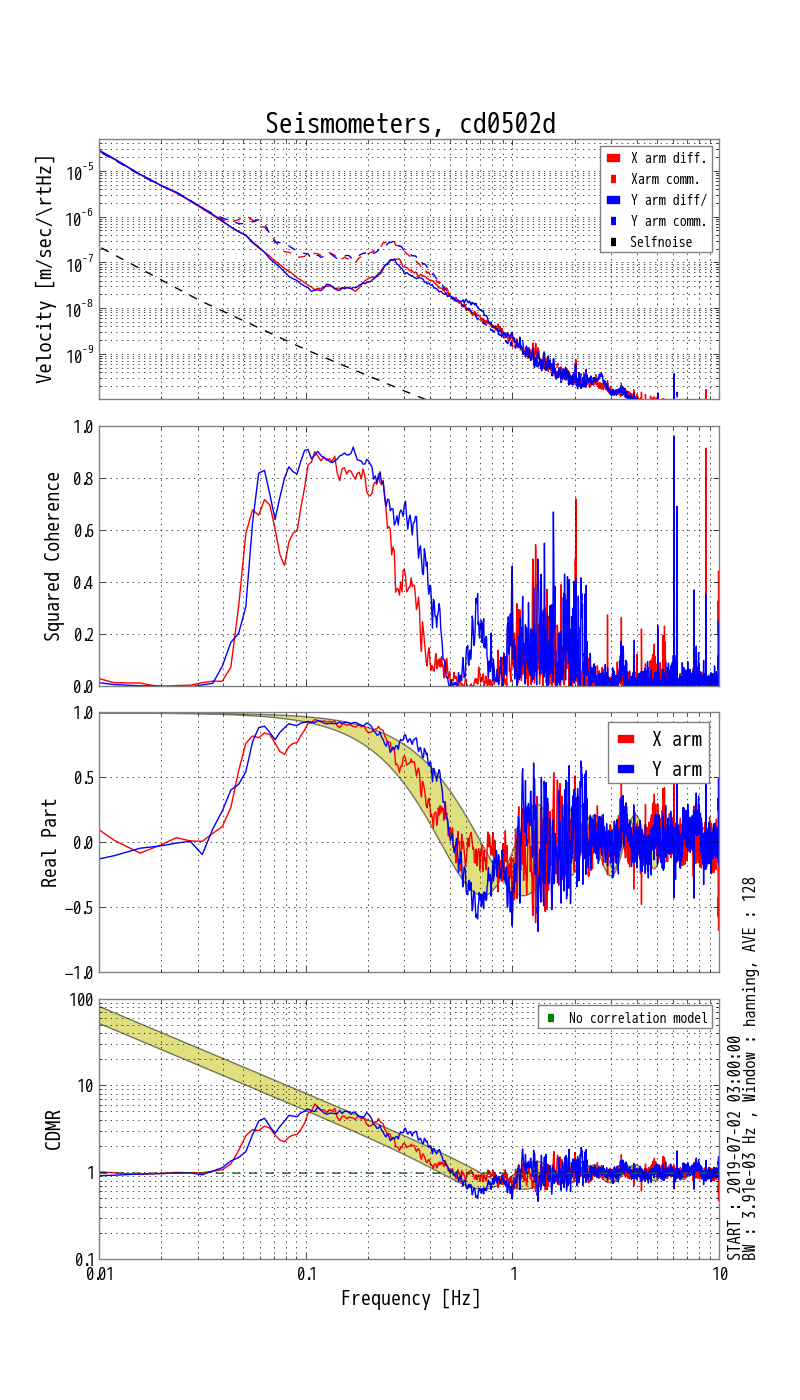 Seismometers, cd0502d
Velocity [m/sec/\rtHz]
10^-5
10^-6
10^-7
10^-8
10^-9
X arm diff.
Xarm comm.
Y arm diff/
Y arm comm.
Selfnoise
Squared Coherence
1.0
0.8
0.6
0.4
0.2
0.0
Real Part
1.0
0.5
0.0
−0.5
−1.0
X arm
Y arm
CDMR
100
10
1
0.1
No correlation model
0.01
0.1
1
10
Frequency [Hz]
START : 2019-07-02 03:00:00
BW : 3.91e-03 Hz , Window : hanning, AVE : 128